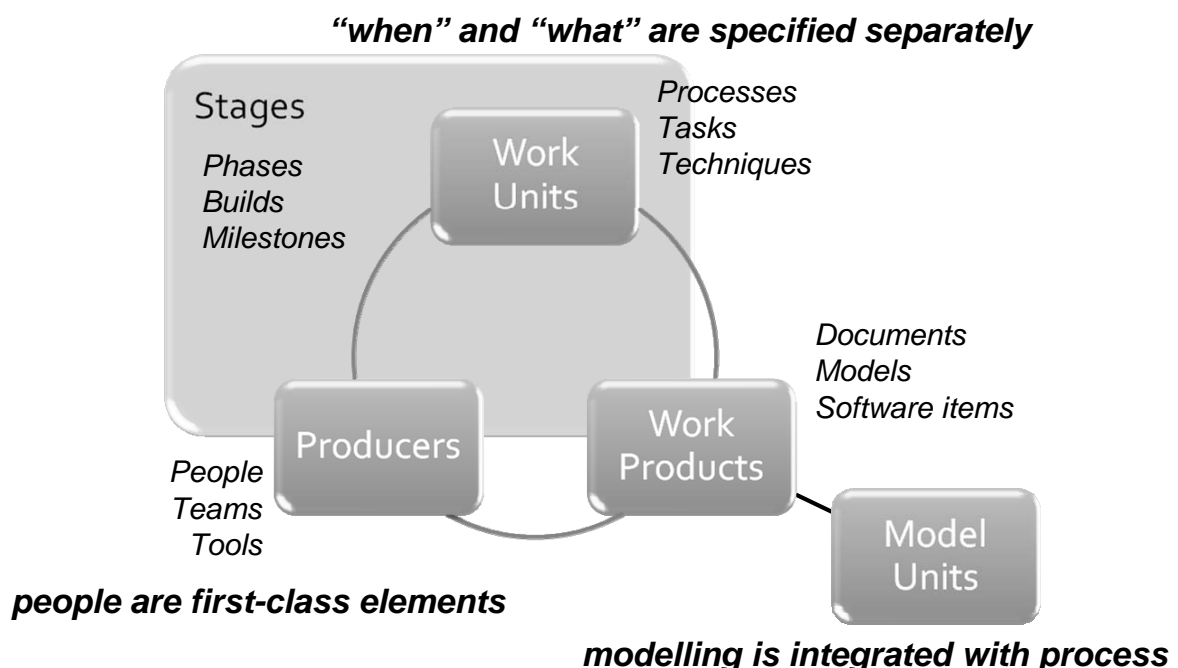 “when” and “what” are specified separately
Stages
Phases
Builds
Milestones
Work
Units
Processes
Tasks
Techniques
Documents
Models
Software items
Producers
Work
Products
People
Teams
Tools
Model
Units
people are first-class elements
modelling is integrated with process